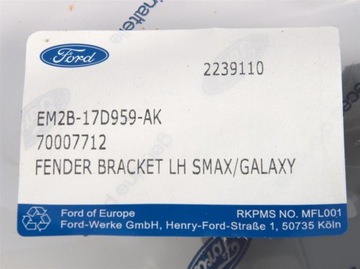 Ford
2239110
EM2B-17D959-AK
70007712
FENDER BRACKET LH SMAX/GALAXY
Ford of Europe
RKPMS NO. MFL001
Ford-Werke GmbH, Henry-Ford-Straße 1, 50735 Köln